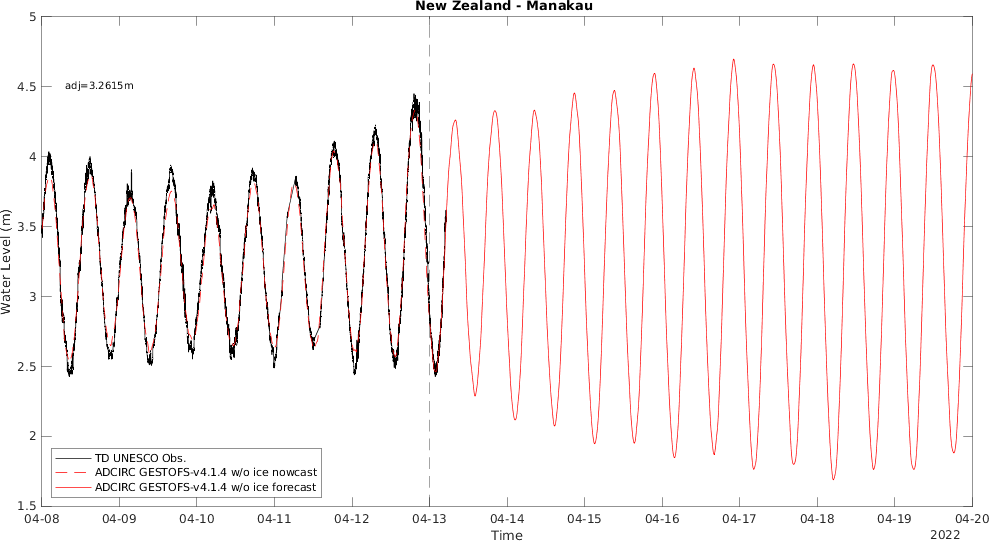 New Zealand - Manakau
5
4.5
4
3.5
3
2.5
2
1.5
Water Level (m)
adj=3.2615m
TD UNESCO Obs.
ADCIRC GESTOFS-v4.1.4 w/o ice nowcast
ADCIRC GESTOFS-v4.1.4 w/o ice forecast
04-08 04-09 04-10 04-11 04-12 04-13 04-14 04-15 04-16 04-17 04-18 04-19 04-20
Time
2022